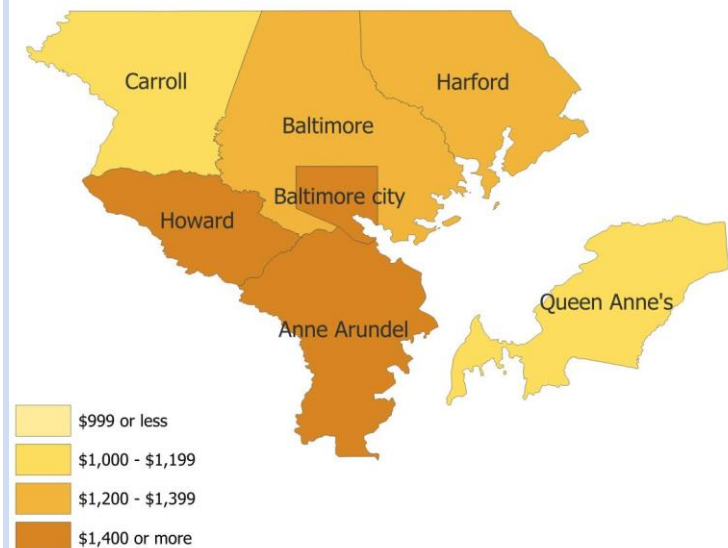 Carroll
Harford
Baltimore
Baltimore city
Howard
Queen Anne's
Anne Arundel
$999 or less
$1,000 - $1,199
$1,200 - $1,399
$1,400 or more